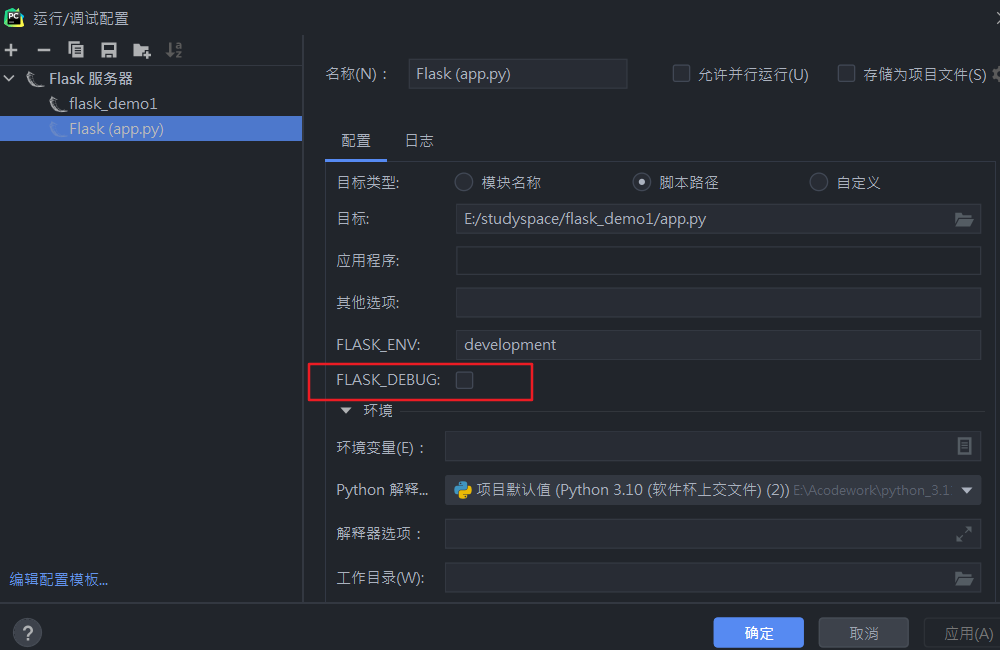 PC 运行/调试配置
Flask 服务器
flask_demo1
Flask (app.py)
编辑配置模板...
名称(N)： Flask (app.py) 允许并行运行(U) 存储为项目文件(S)
配置 日志
目标类型: 模块名称 脚本路径 自定义
目标: E:/studyspace/flask_demo1/app.py
应用程序:
其他选项:
FLASK_ENV: development
FLASK_DEBUG:
环境
环境变量(E)：
Python 解释... 项目默认值 (Python 3.10 (软件杯上交文件) (2)) E:\Acodework\python_3.1
解释器选项：
工作目录(W):
? 确定 取消 应用(A)